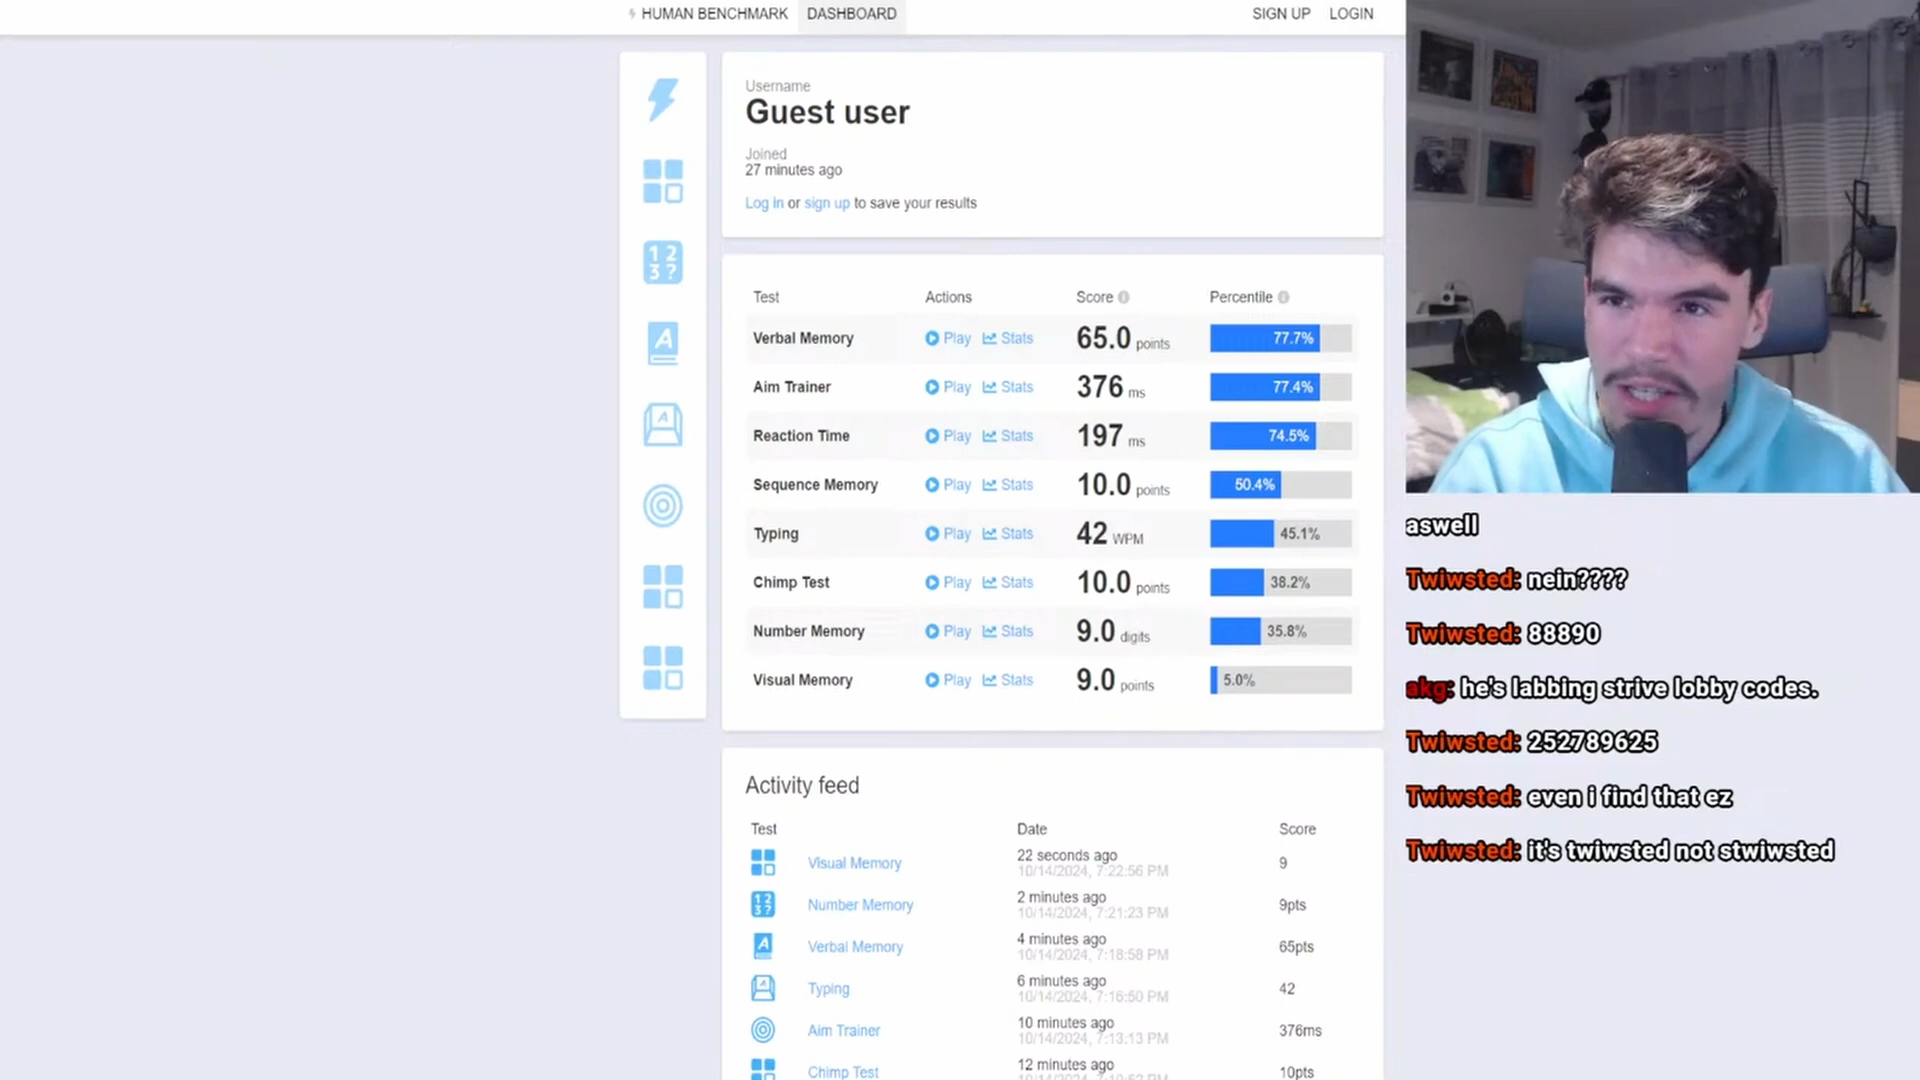 HUMAN BENCHMARK DASHBOARD SIGN UP LOGIN
Username
Guest user
Joined
27 minutes ago
Log in or sign up to save your results
Test Actions Score Percentile
Verbal Memory Play Stats 65.0 points 77.7%
Aim Trainer Play Stats 376 ms 77.4%
Reaction Time Play Stats 197 ms 74.5%
Sequence Memory Play Stats 10.0 points 50.4%
Typing Play Stats 42 WPM 45.1%
Chimp Test Play Stats 10.0 points 38.2%
Number Memory Play Stats 9.0 digits 35.8%
Visual Memory Play Stats 9.0 points 5.0%
Activity feed
Test Date Score
Visual Memory 22 seconds ago 9
10/14/2024, 7:22:56 PM
Number Memory 2 minutes ago 9pts
10/14/2024, 7:21:23 PM
Verbal Memory 4 minutes ago 65pts
10/14/2024, 7:18:58 PM
Typing 6 minutes ago 42
10/14/2024, 7:16:50 PM
Aim Trainer 10 minutes ago 376ms
10/14/2024, 7:13:13 PM
Chimp Test 12 minutes ago 10pts
aswell
Twiwsted: nein????
Twiwsted: 88890
akg: he's labbing strive lobby codes.
Twiwsted: 252789625
Twiwsted: even i find that ez
Twiwsted: it's twiwsted not stwiwsted